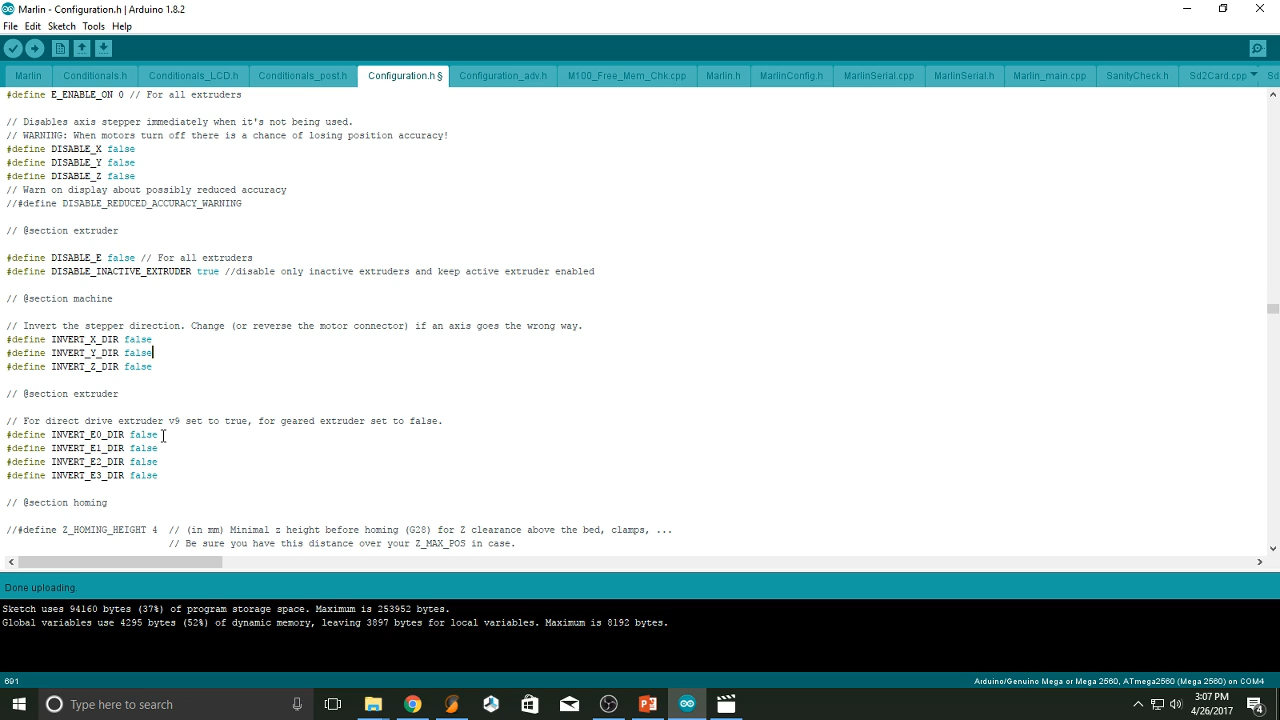 Marlin - Configuration.h | Arduino 1.8.2
File Edit Sketch Tools Help
Marlin Conditionals.h Conditionals_LCD.h Conditionals_post.h Configuration.h § Configuration_adv.h M100_Free_Mem_Chk.cpp Marlin.h MarlinConfig.h MarlinSerial.cpp MarlinSerial.h Marlin_main.cpp SanityCheck.h Sd2Card.cpp Sd
#define E_ENABLE_ON 0 // For all extruders
// Disables axis stepper immediately when it's not being used.
// WARNING: When motors turn off there is a chance of losing position accuracy!
#define DISABLE_X false
#define DISABLE_Y false
#define DISABLE_Z false
// Warn on display about possibly reduced accuracy
//#define DISABLE_REDUCED_ACCURACY_WARNING
// @section extruder
#define DISABLE_E false // For all extruders
#define DISABLE_INACTIVE_EXTRUDER true //disable only inactive extruders and keep active extruder enabled
// @section machine
// Invert the stepper direction. Change (or reverse the motor connector) if an axis goes the wrong way.
#define INVERT_X_DIR false
#define INVERT_Y_DIR false
#define INVERT_Z_DIR false
// @section extruder
// For direct drive extruder v9 set to true, for geared extruder set to false.
#define INVERT_E0_DIR false
#define INVERT_E1_DIR false
#define INVERT_E2_DIR false
#define INVERT_E3_DIR false
// @section homing
//#define Z_HOMING_HEIGHT 4  // (in mm) Minimal z height before homing (G28) for Z clearance above the bed, clamps, ...
// Be sure you have this distance over your Z_MAX_POS in case.
Done uploading.
Sketch uses 94160 bytes (37%) of program storage space. Maximum is 253952 bytes.
Global variables use 4295 bytes (52%) of dynamic memory, leaving 3897 bytes for local variables. Maximum is 8192 bytes.
691 Arduino/Genuino Mega or Mega 2560, ATmega2560 (Mega 2560) on COM4
Type here to search
3:07 PM
4/26/2017
4